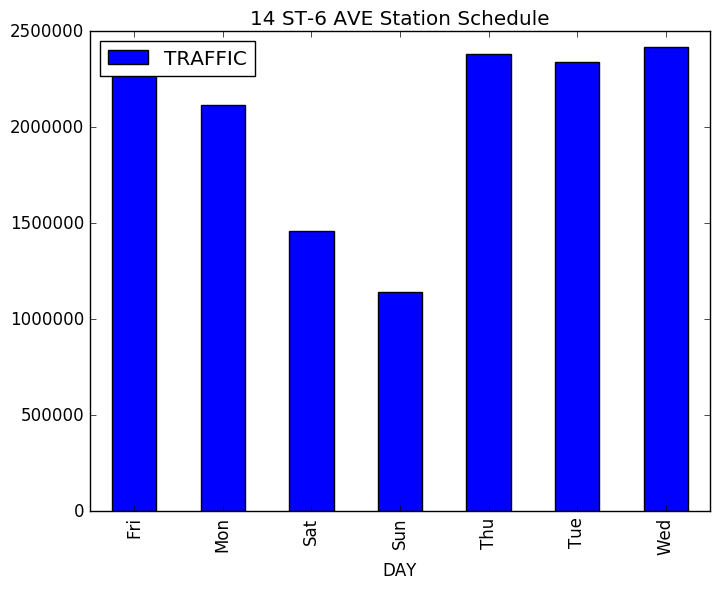 14 ST-6 AVE Station Schedule
TRAFFIC
2500000
2000000
1500000
1000000
500000
0
Fri
Mon
Sat
Sun
Thu
Tue
Wed
DAY